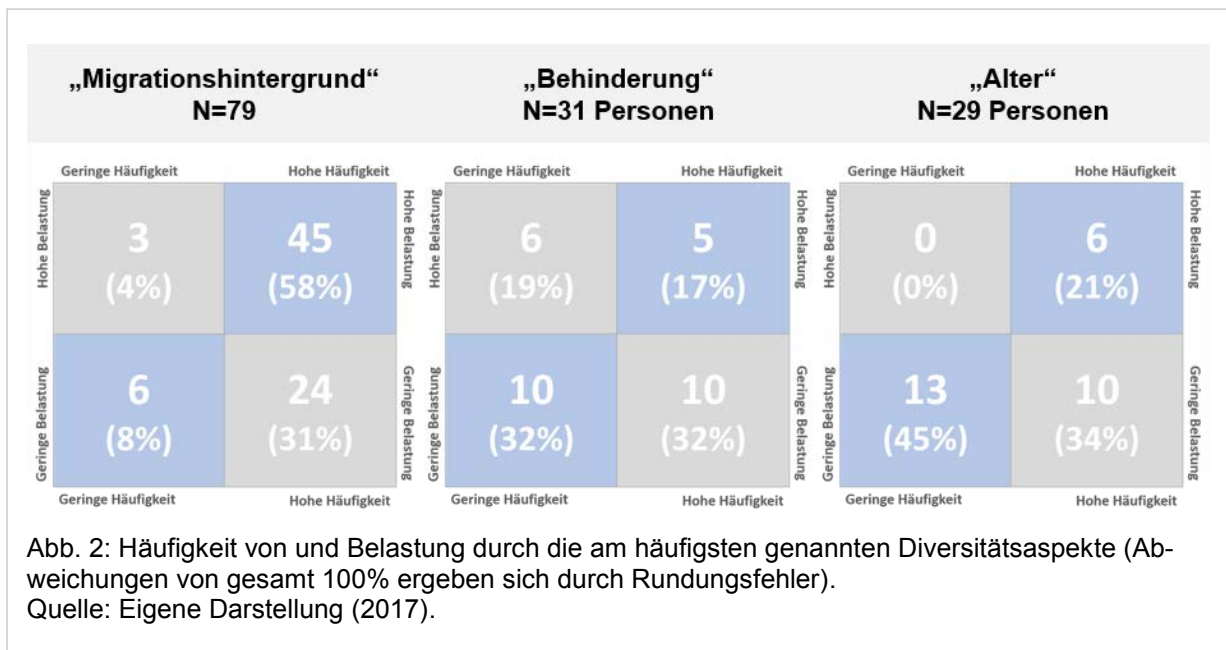 „Migrationshintergrund“
N=79
„Behinderung“
N=31 Personen
„Alter“
N=29 Personen
Geringe Häufigkeit Hohe Häufigkeit
Hohe Belastung
3
(4%)
45
(58%)
Hohe Belastung
Geringe Belastung
6
(8%)
24
(31%)
Geringe Belastung
Geringe Häufigkeit Hohe Häufigkeit
Geringe Häufigkeit Hohe Häufigkeit
Hohe Belastung
6
(19%)
5
(17%)
Hohe Belastung
Geringe Belastung
10
(32%)
10
(32%)
Geringe Belastung
Geringe Häufigkeit Hohe Häufigkeit
Geringe Häufigkeit Hohe Häufigkeit
Hohe Belastung
0
(0%)
6
(21%)
Hohe Belastung
Geringe Belastung
13
(45%)
10
(34%)
Geringe Belastung
Geringe Häufigkeit Hohe Häufigkeit
Abb. 2: Häufigkeit von und Belastung durch die am häufigsten genannten Diversitätsaspekte (Ab-
weichungen von gesamt 100% ergeben sich durch Rundungsfehler).
Quelle: Eigene Darstellung (2017).